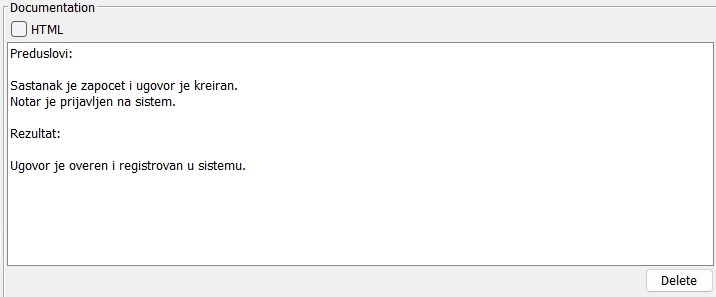 Documentation
HTML
Preduslovi:
Sastanak je zapocet i ugovor je kreiran.
Notar je prijavljen na sistem.
Rezultat:
Ugovor je overen i registrovan u sistemu.
Delete